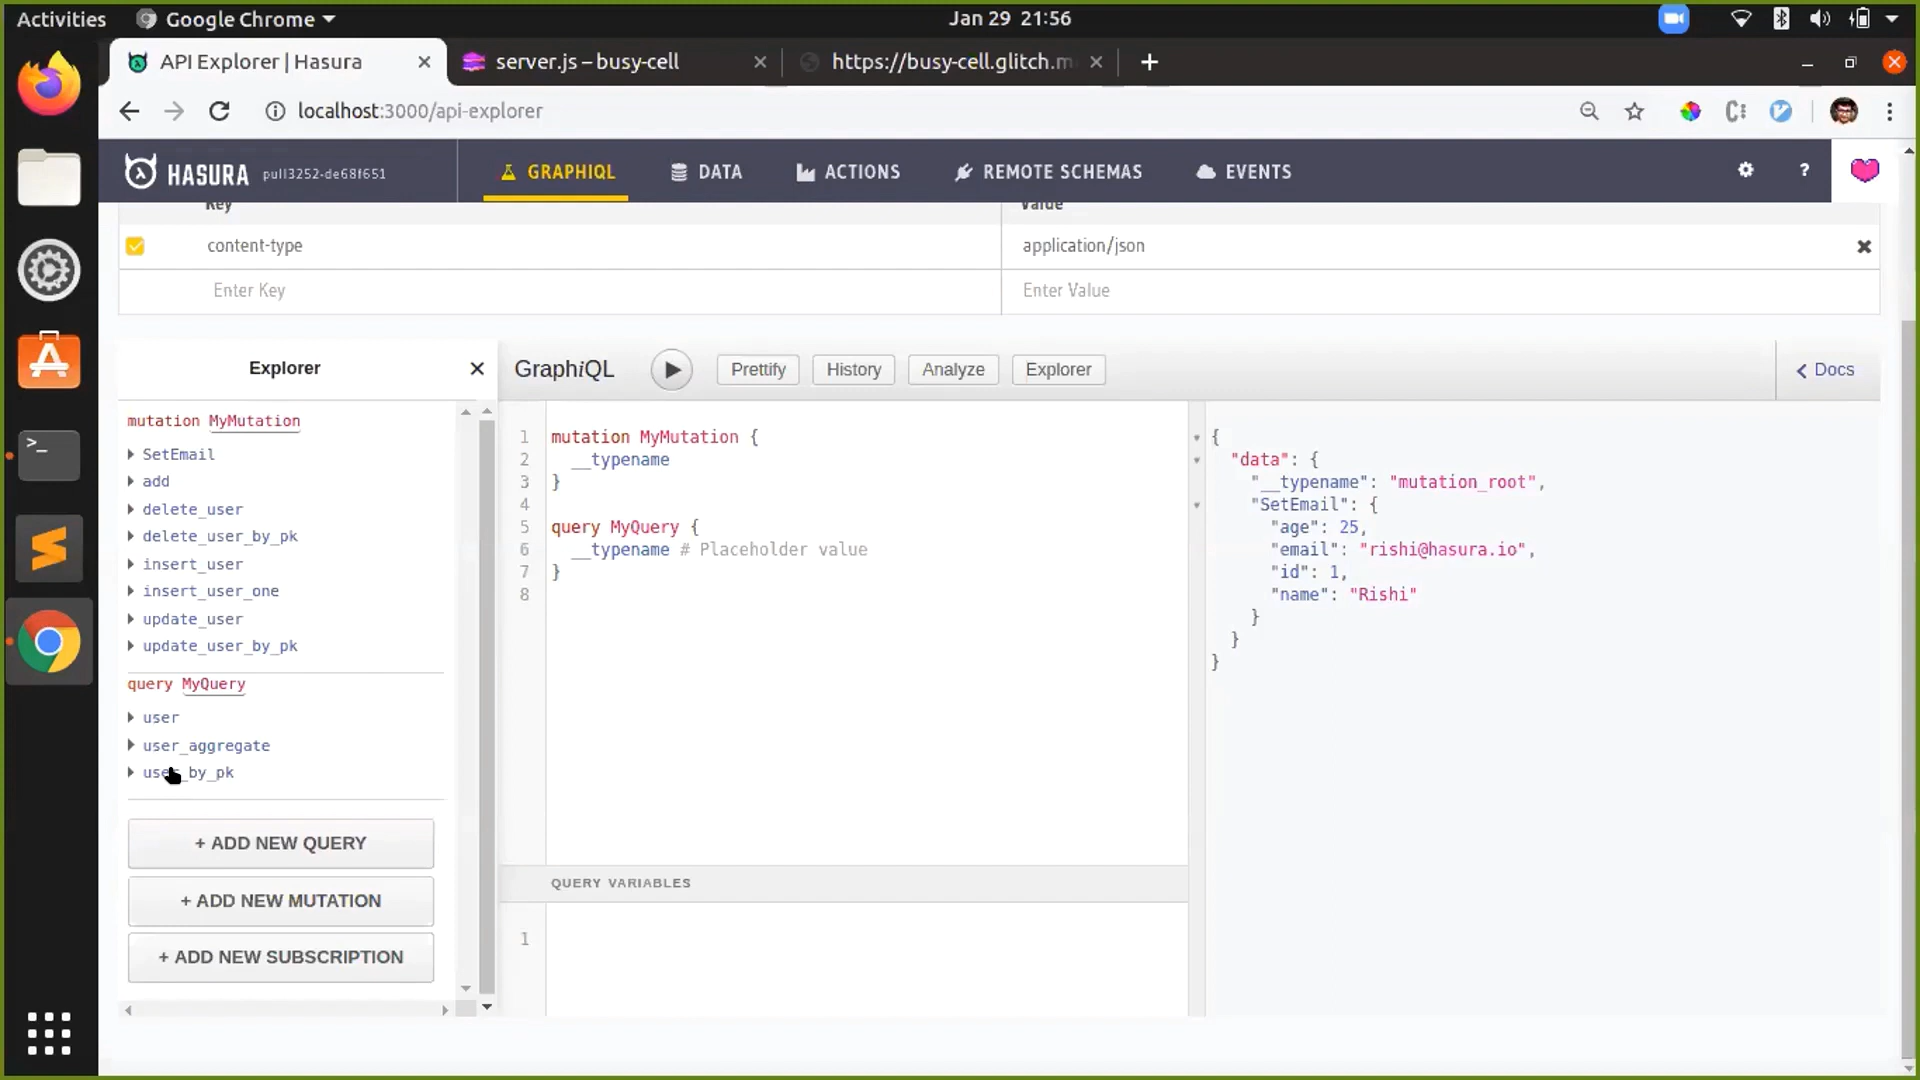 Activities
Google Chrome
Jan 29 21:56
API Explorer | Hasura
server.js – busy-cell
https://busy-cell.glitch.m
localhost:3000/api-explorer
HASURA
pull3252-de68f651
GRAPHIQL
DATA
ACTIONS
REMOTE SCHEMAS
EVENTS
?
Key
Value
content-type
application/json
Enter Key
Enter Value
Explorer
GraphiQL
Prettify
History
Analyze
Explorer
Docs
mutation MyMutation
SetEmail
add
delete_user
delete_user_by_pk
insert_user
insert_user_one
update_user
update_user_by_pk
query MyQuery
user
user_aggregate
user_by_pk
+ ADD NEW QUERY
+ ADD NEW MUTATION
+ ADD NEW SUBSCRIPTION
1 mutation MyMutation {
2 __typename
3 }
4
5 query MyQuery {
6 __typename # Placeholder value
7 }
8
QUERY VARIABLES
1
{
"data": {
"__typename": "mutation_root",
"SetEmail": {
"age": 25,
"email": "rishi@hasura.io",
"id": 1,
"name": "Rishi"
}
}
}